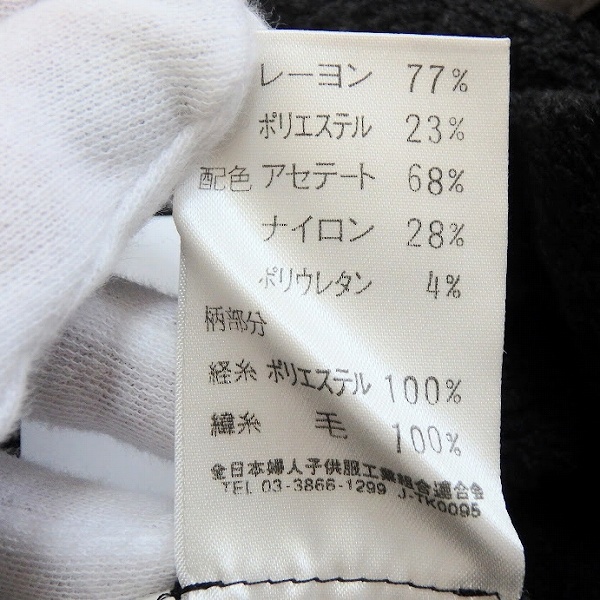 レーヨン 77%
ポリエステル 23%
配色 アセテート 68%
ナイロン 28%
ポリウレタン 4%
柄部分
経糸 ポリエステル 100%
緯糸 毛 100%
全日本婦人子供服工業組合連合会
TEL 03-3866-1299 J-TK0095